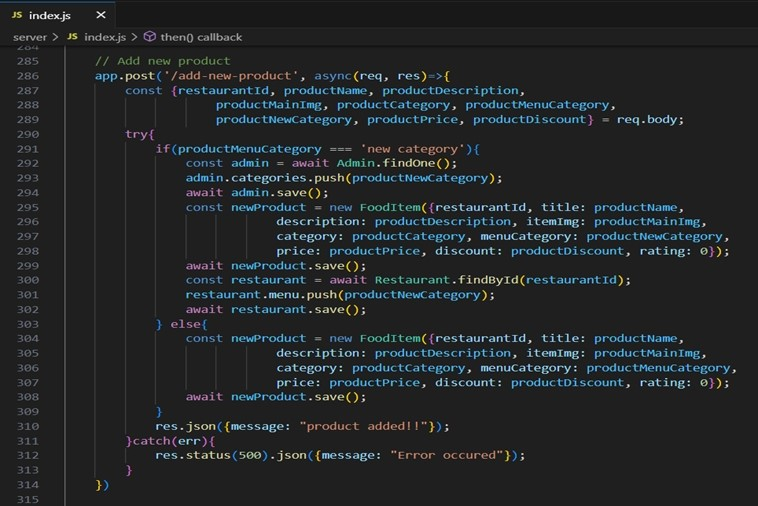 JS index.js ×
server > JS index.js > then() callback
284
285 // Add new product
286 app.post('/add-new-product', async(req, res)=>{
287 const {restaurantId, productName, productDescription,
288 productMainImg, productCategory, productMenuCategory,
289 productNewCategory, productPrice, productDiscount} = req.body;
290 try{
291 if(productMenuCategory === 'new category'){
292 const admin = await Admin.findOne();
293 admin.categories.push(productNewCategory);
294 await admin.save();
295 const newProduct = new FoodItem({restaurantId, title: productName,
296 description: productDescription, itemImg: productMainImg,
297 category: productCategory, menuCategory: productNewCategory,
298 price: productPrice, discount: productDiscount, rating: 0});
299 await newProduct.save();
300 const restaurant = await Restaurant.findById(restaurantId);
301 restaurant.menu.push(productNewCategory);
302 await restaurant.save();
303 } else{
304 const newProduct = new FoodItem({restaurantId, title: productName,
305 description: productDescription, itemImg: productMainImg,
306 category: productCategory, menuCategory: productMenuCategory,
307 price: productPrice, discount: productDiscount, rating: 0});
308 await newProduct.save();
309 }
310 res.json({message: "product added!!"});
311 }catch(err){
312 res.status(500).json({message: "Error occured"});
313 }
314 })
315